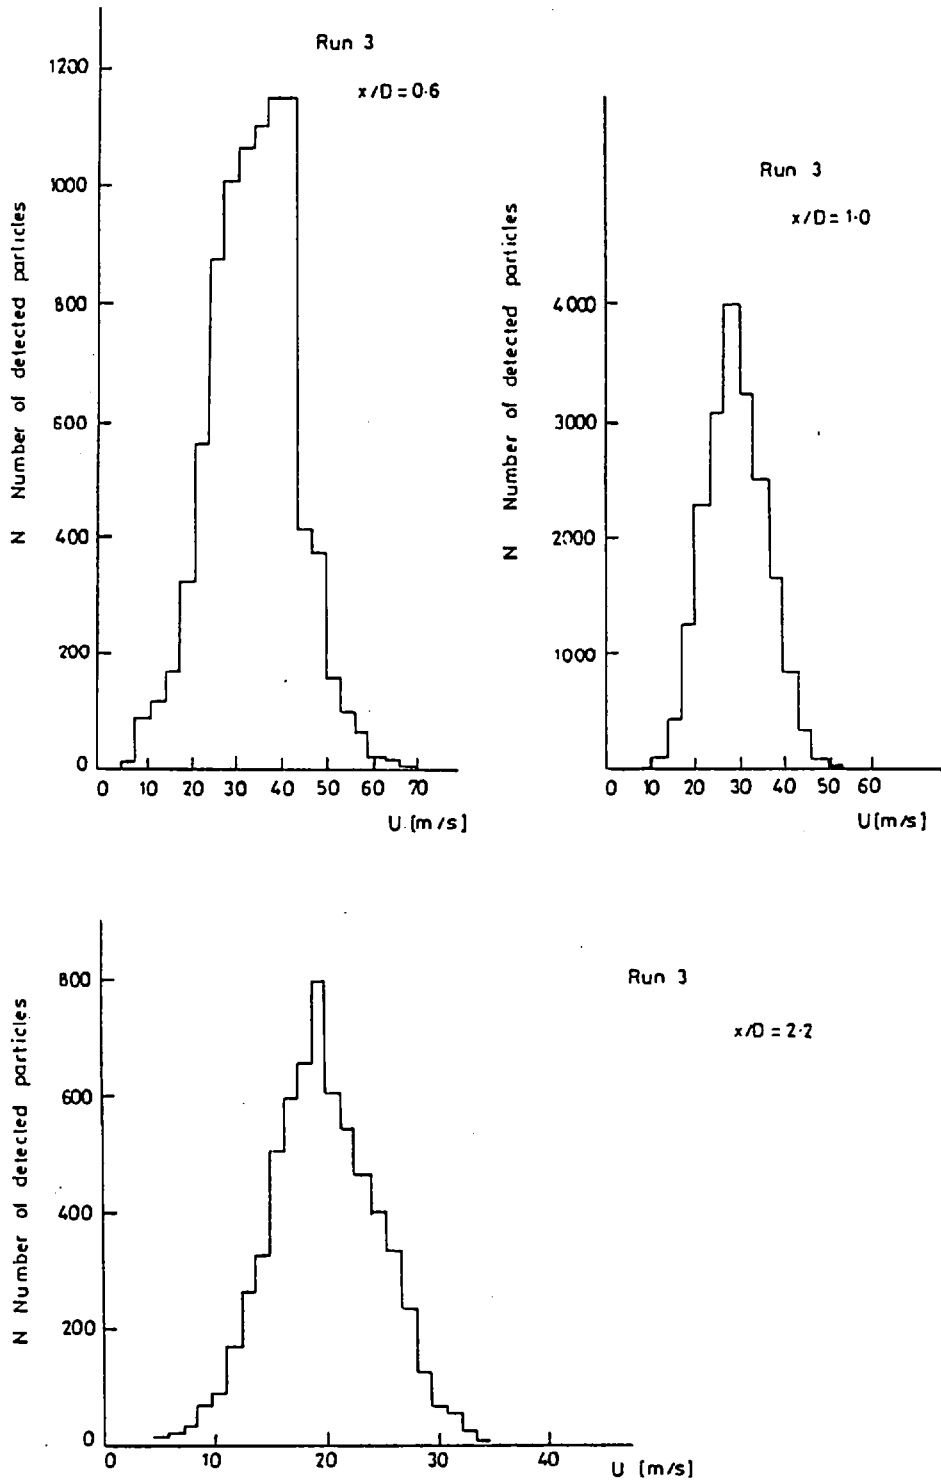 Run 3
x/D = 0·6
N Number of detected particles
1200
1000
800
600
400
200
0
0 10 20 30 40 50 60 70
U [m/s]
Run 3
x/D = 1·0
N Number of detected particles
4000
3000
2000
1000
0 10 20 30 40 50 60
U [m/s]
Run 3
x/D = 2·2
N Number of detected particles
800
600
400
200
0
0 10 20 30 40
U [m/s]